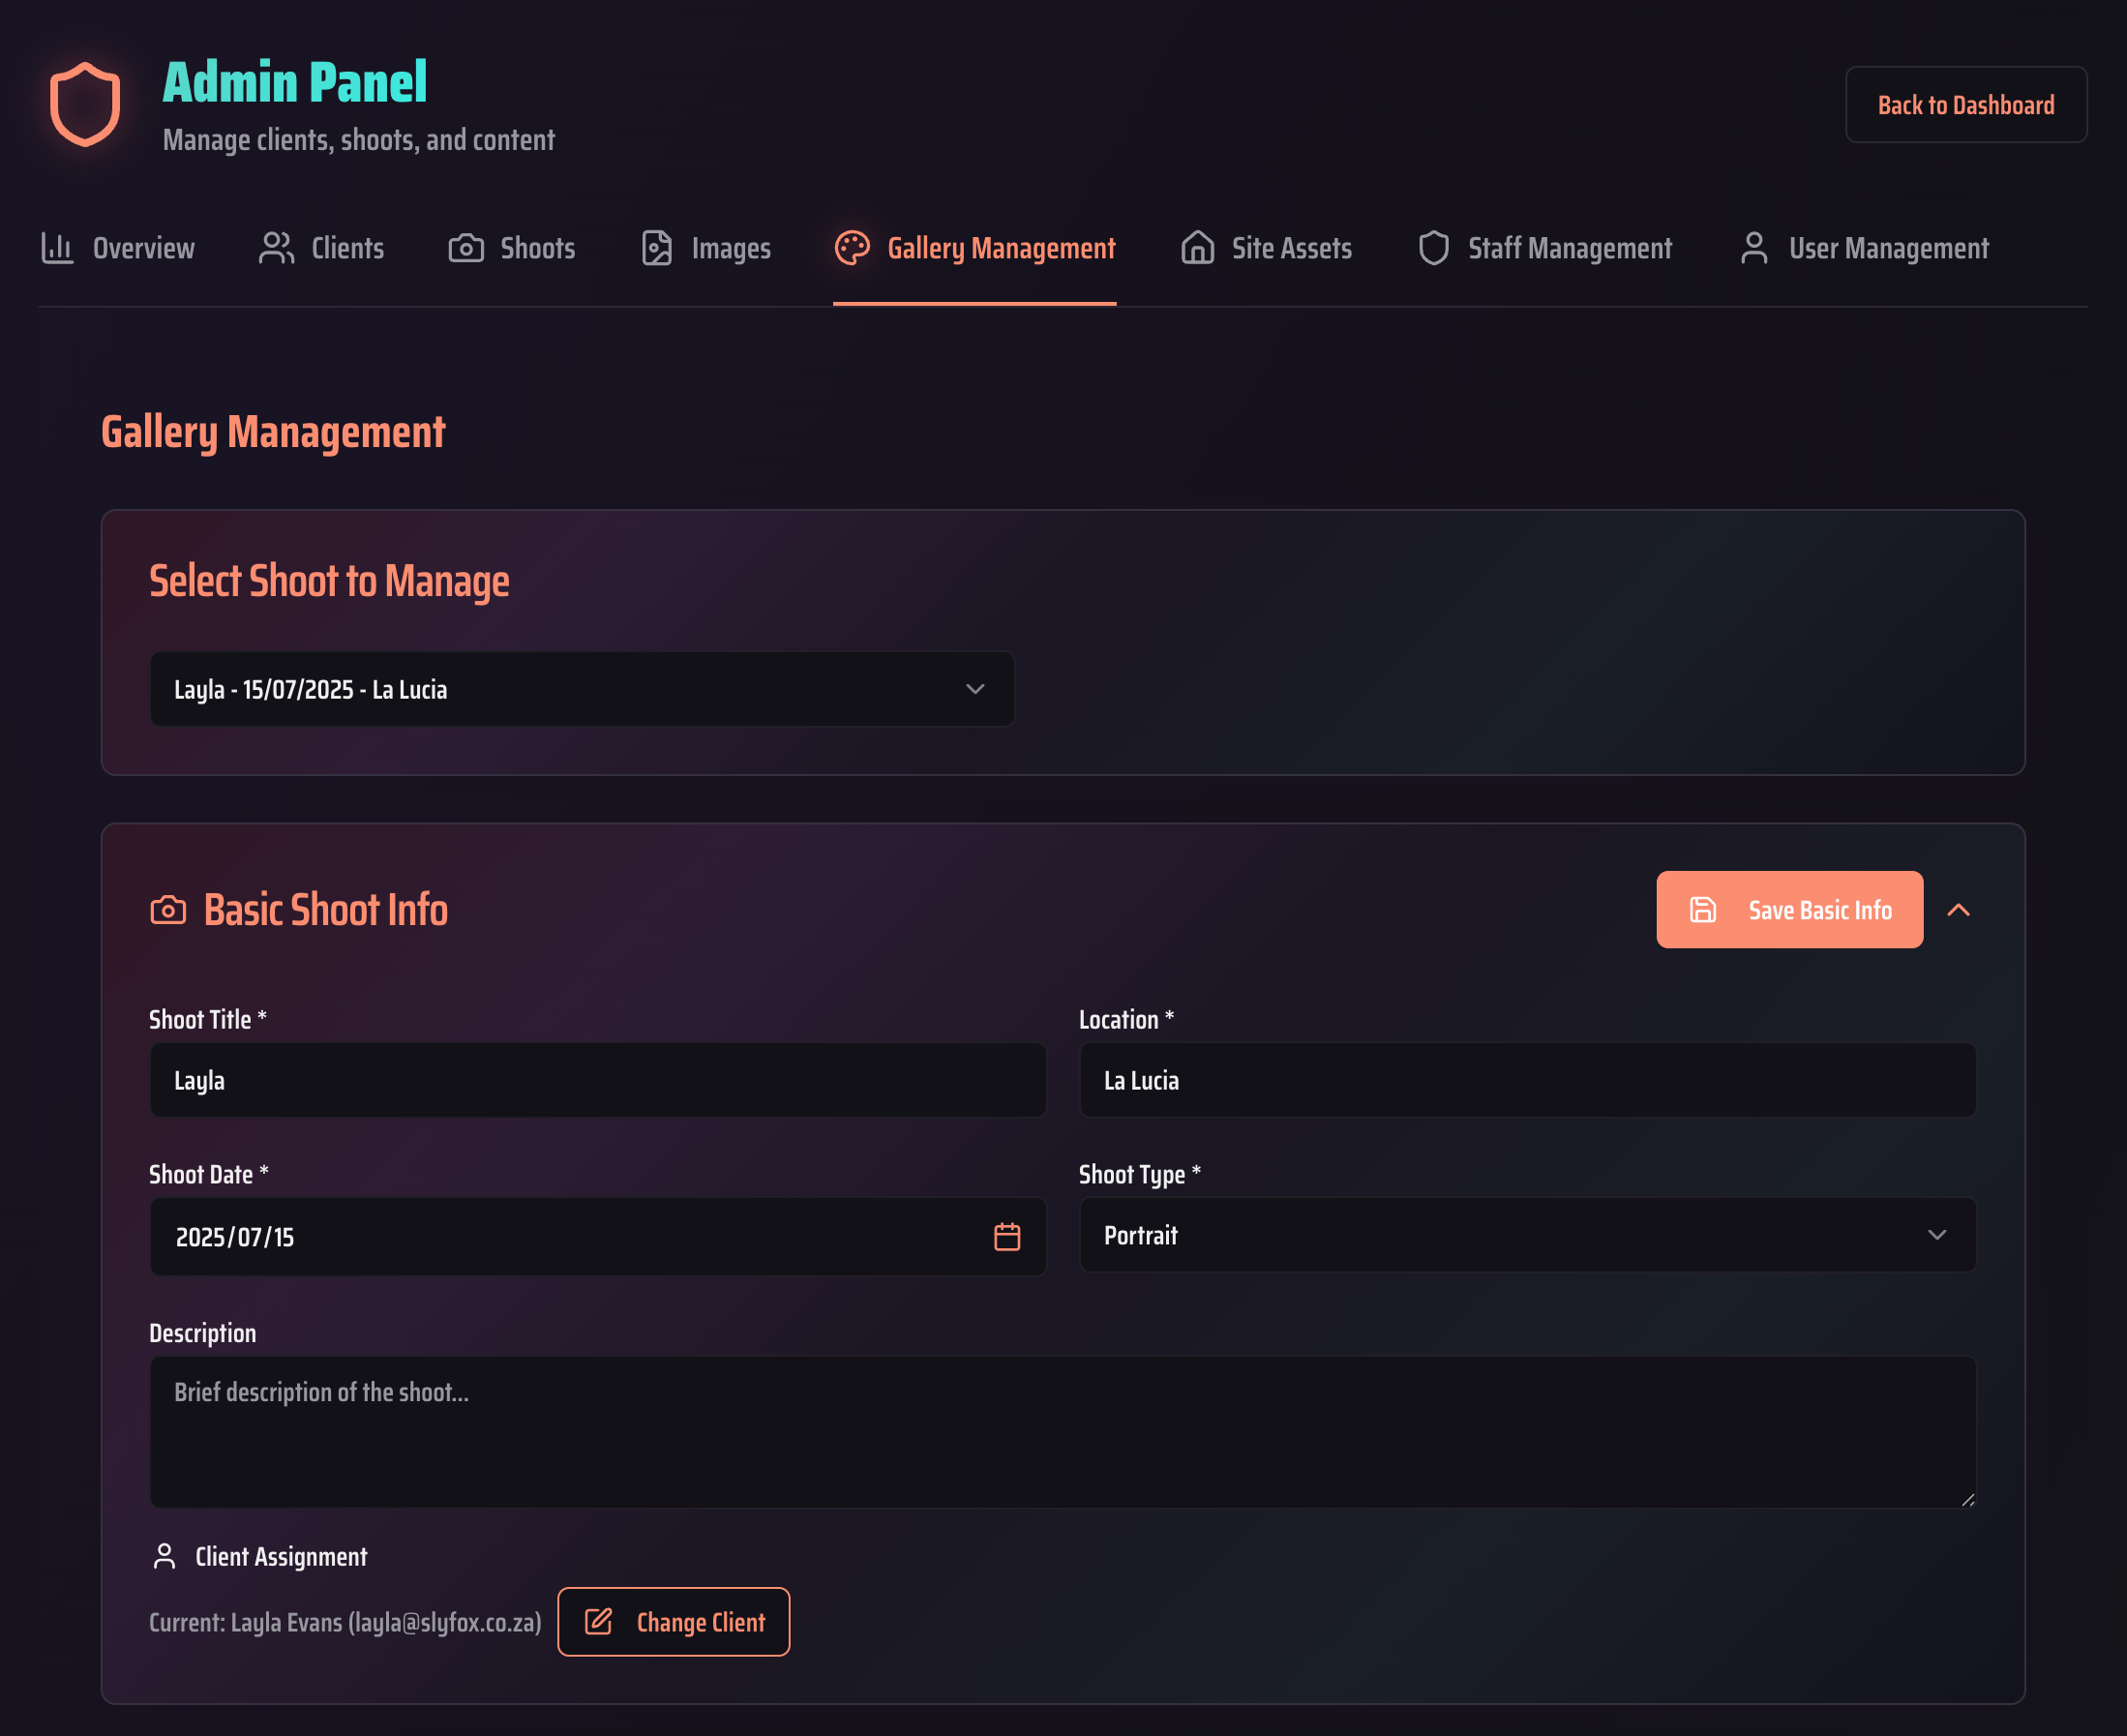 Admin Panel
Manage clients, shoots, and content
Back to Dashboard
Overview
Clients
Shoots
Images
Gallery Management
Site Assets
Staff Management
User Management
Gallery Management
Select Shoot to Manage
Layla - 15/07/2025 - La Lucia
Basic Shoot Info
Save Basic Info
Shoot Title *
Location *
Layla
La Lucia
Shoot Date *
Shoot Type *
2025/07/15
Portrait
Description
Brief description of the shoot...
Client Assignment
Current: Layla Evans (layla@slyfox.co.za)
Change Client